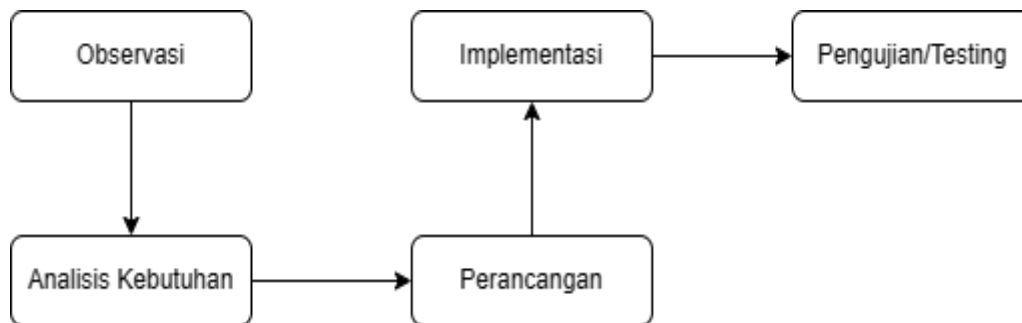 Observasi
Implementasi
Pengujian/Testing
Analisis Kebutuhan
Perancangan